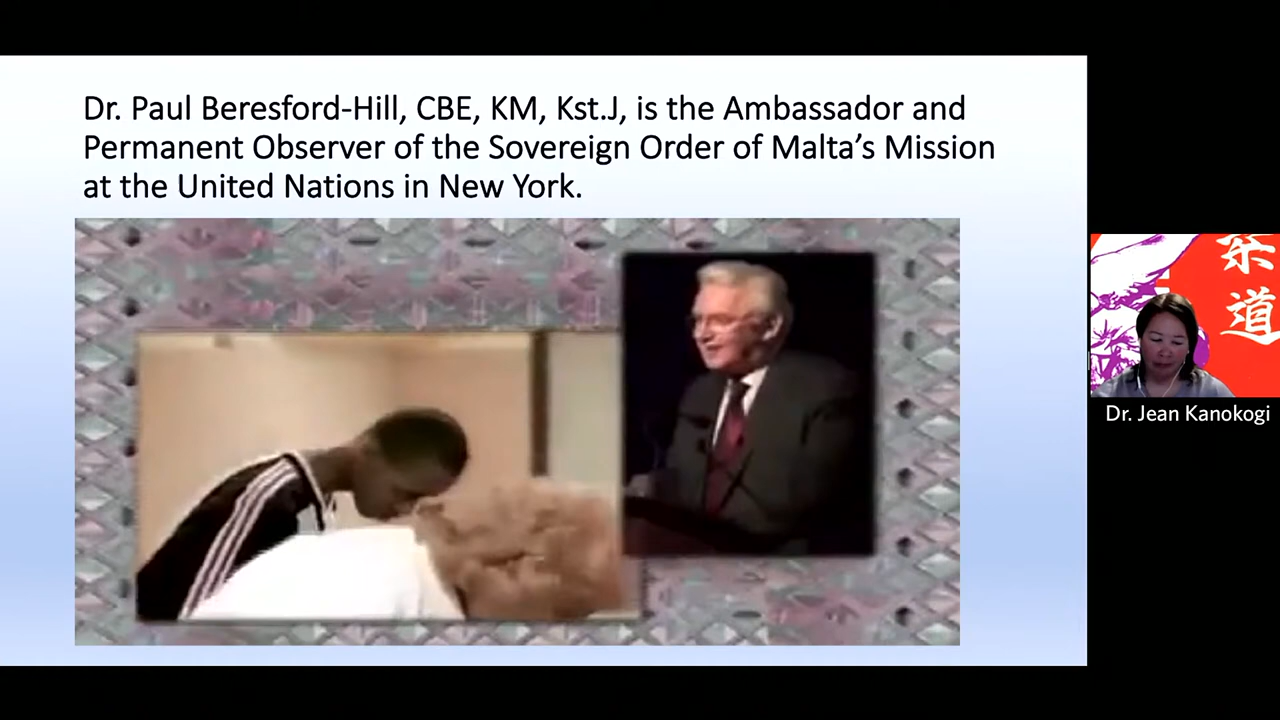 Dr. Paul Beresford-Hill, CBE, KM, Kst.J, is the Ambassador and
Permanent Observer of the Sovereign Order of Malta’s Mission
at the United Nations in New York.
柔
道
Dr. Jean Kanokogi